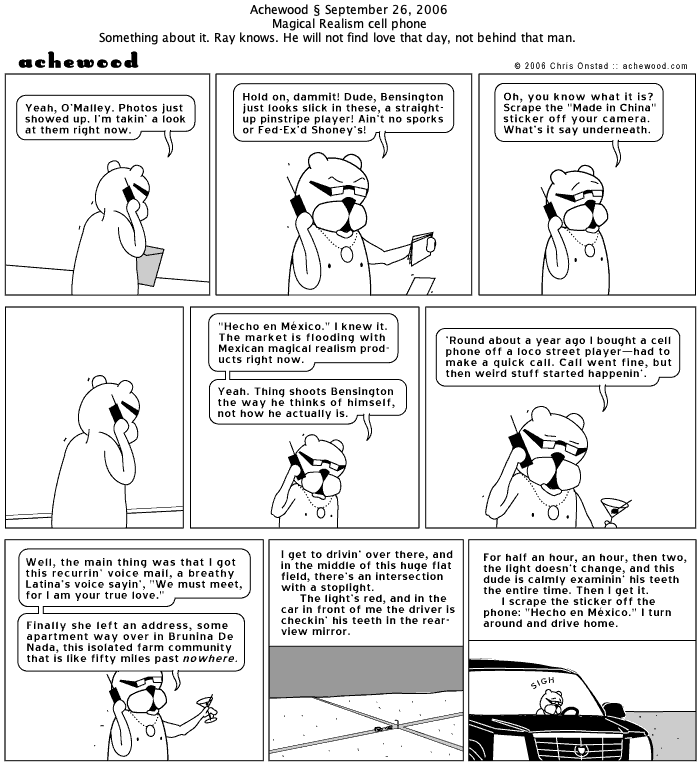 Achewood § September 26, 2006
Magical Realism cell phone
Something about it. Ray knows. He will not find love that day, not behind that man.
achewood
© 2006 Chris Onstad :: achewood.com
Yeah, O'Malley. Photos just
showed up. I'm takin' a look
at them right now.
Hold on, dammit! Dude, Bensington
just looks slick in these, a straight-
up pinstripe player! Ain't no sporks
or Fed-Ex'd Shoney's!
Oh, you know what it is?
Scrape the "Made in China"
sticker off your camera.
What's it say underneath.
"Hecho en México." I knew it.
The market is flooding with
Mexican magical realism prod-
ucts right now.
Yeah. Thing shoots Bensington
the way he thinks of himself,
not how he actually is.
'Round about a year ago I bought a cell
phone off a loco street player—had to
make a quick call. Call went fine, but
then weird stuff started happenin'.
Well, the main thing was that I got
this recurrin' voice mail, a breathy
Latina's voice sayin', "We must meet,
for I am your true love."
Finally she left an address, some
apartment way over in Brunina De
Nada, this isolated farm community
that is like fifty miles past nowhere.
I get to drivin' over there, and
in the middle of this huge flat
field, there's an intersection
with a stoplight.
The light's red, and in the
car in front of me the driver is
checkin' his teeth in the rear-
view mirror.
For half an hour, an hour, then two,
the light doesn't change, and this
dude is calmly examinin' his teeth
the entire time. Then I get it.
I scrape the sticker off the
phone: "Hecho en México." I turn
around and drive home.
SIGH